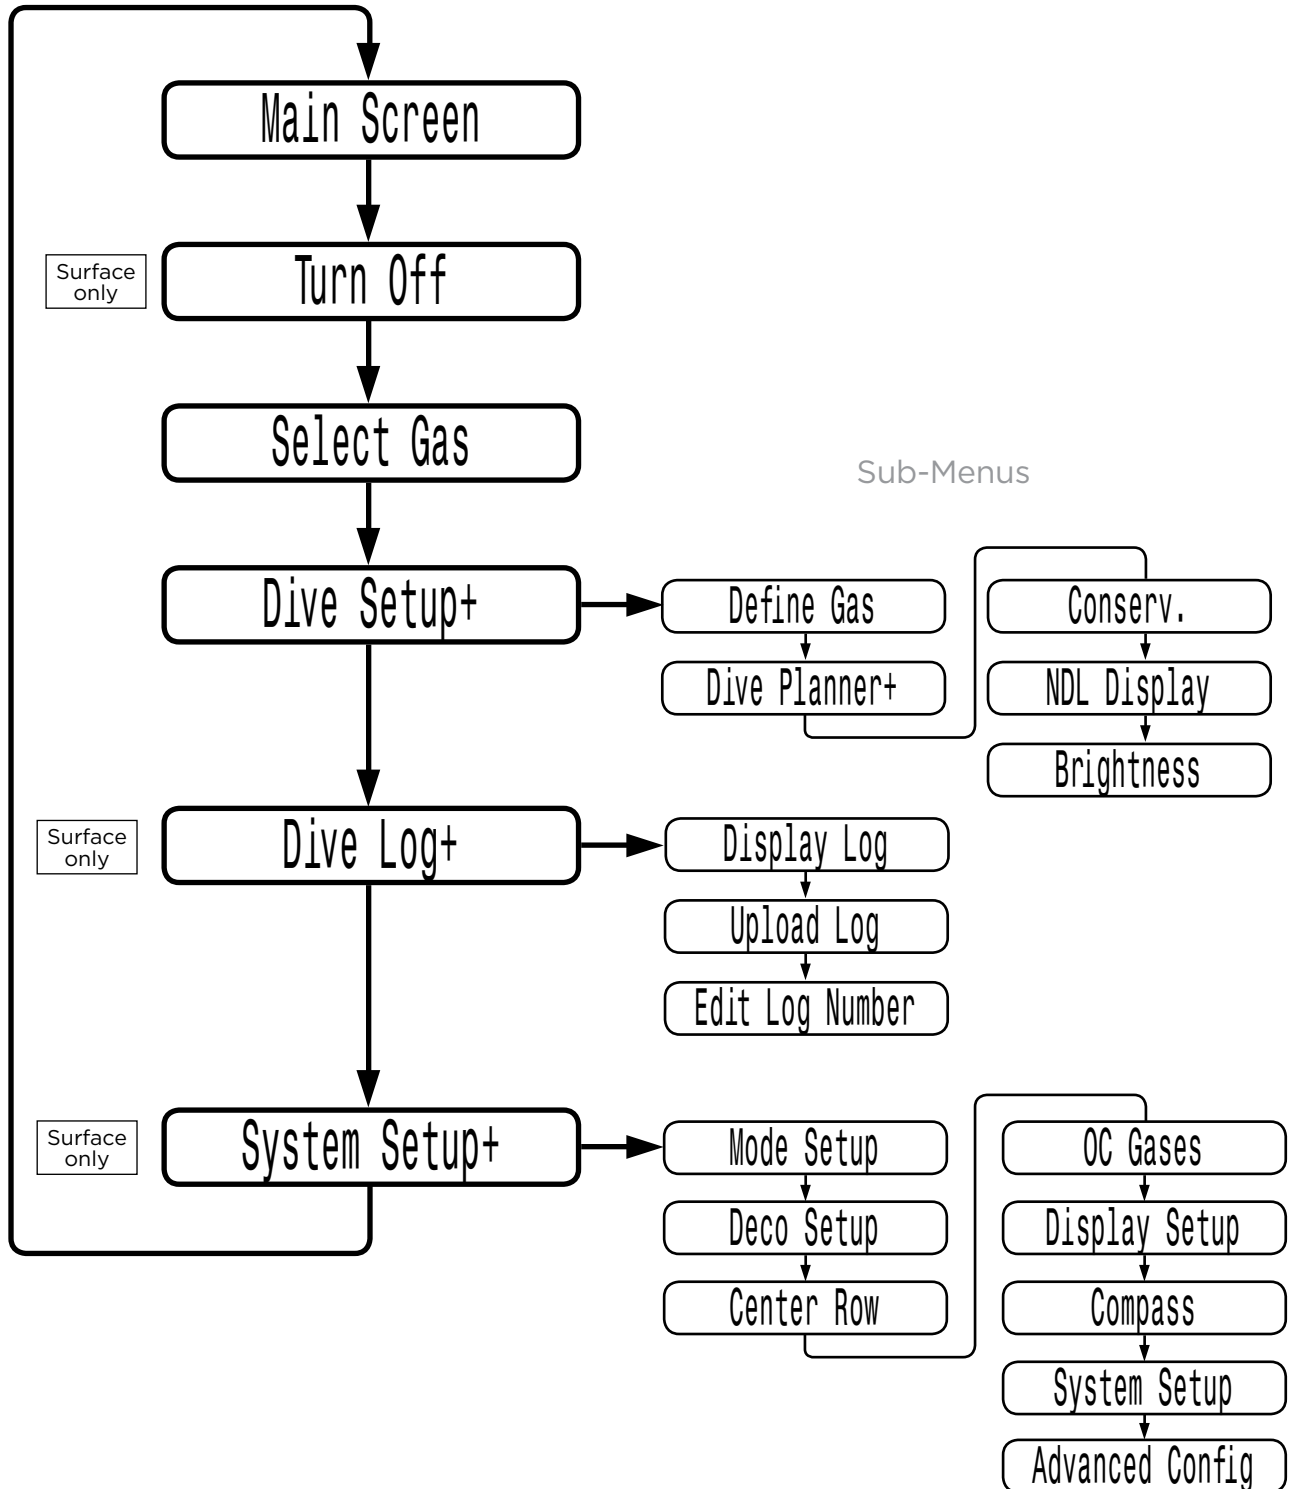 Main Screen
Surface
only
Turn Off
Select Gas
Sub-Menus
Dive Setup+
Define Gas
Dive Planner+
Conserv.
NDL Display
Brightness
Surface
only
Dive Log+
Display Log
Upload Log
Edit Log Number
Surface
only
System Setup+
Mode Setup
Deco Setup
Center Row
OC Gases
Display Setup
Compass
System Setup
Advanced Config